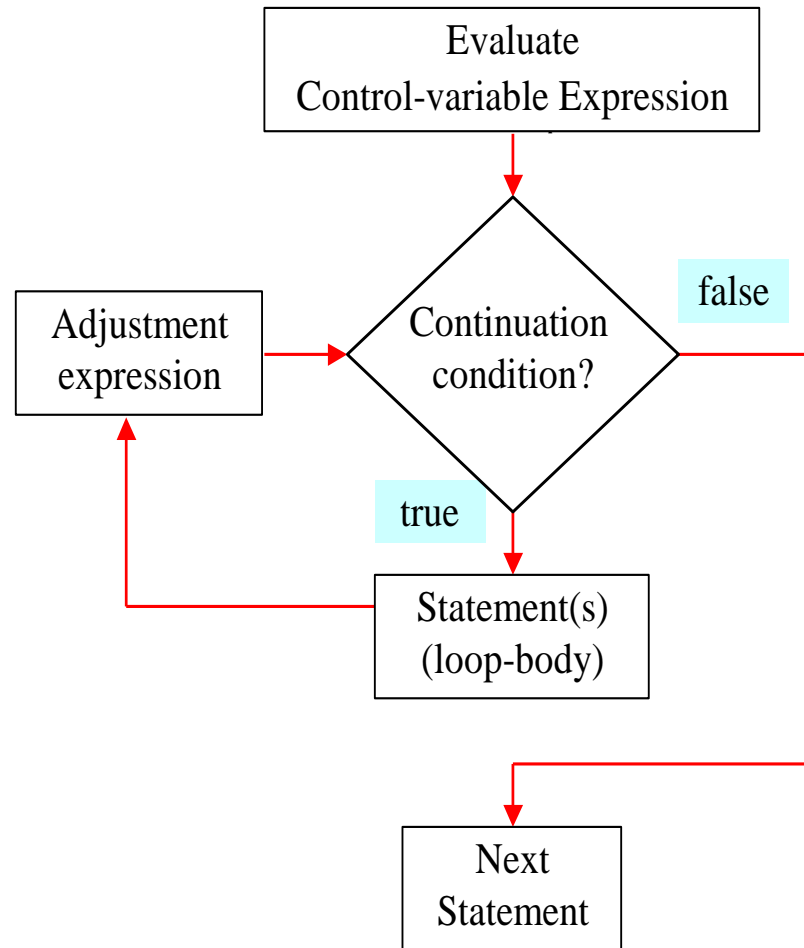 Evaluate
Control-variable Expression
false
Adjustment
expression
Continuation
condition?
true
Statement(s)
(loop-body)
Next
Statement